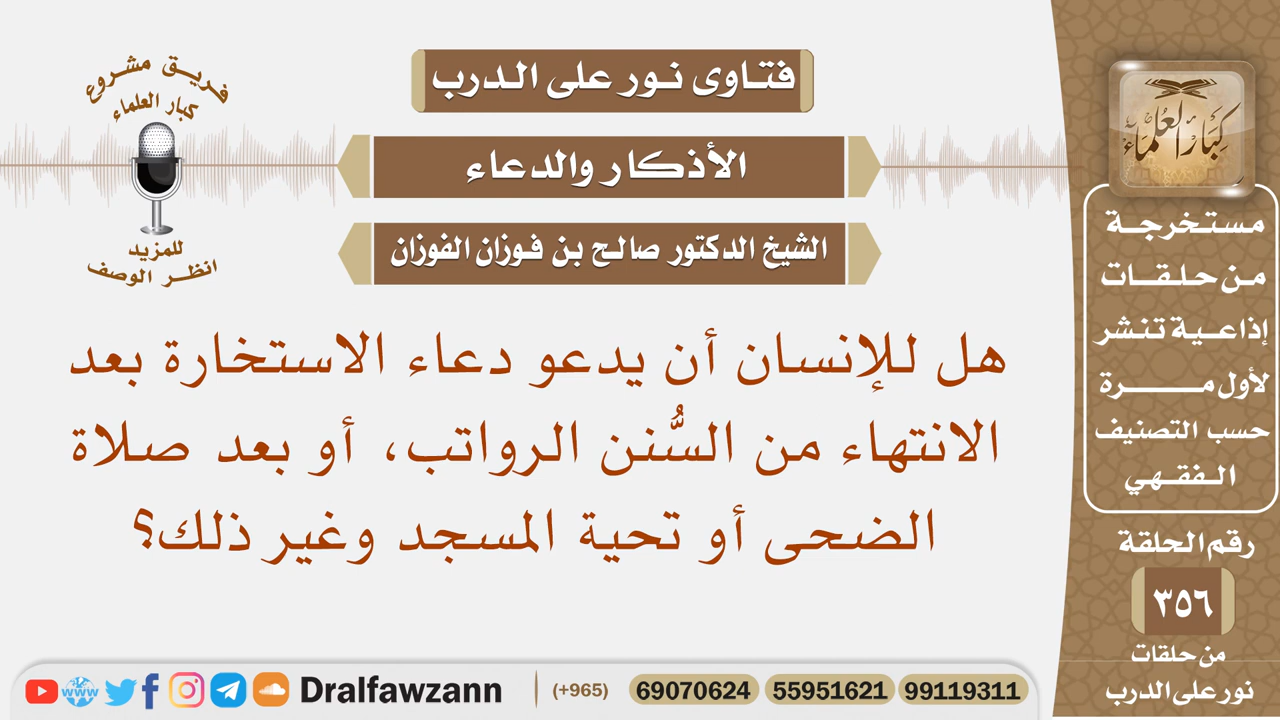 فتاوى نور على الدرب
الأذكار والدعاء
الشيخ الدكتور صالح بن فوزان الفوزان
فريق مشروع
كبار العلماء
للمزيد
انظر الوصف
هل للإنسان أن يدعو دعاء الاستخارة بعد
الانتهاء من السُّنن الرواتب، أو بعد صلاة
الضحى أو تحية المسجد وغير ذلك؟
كبار العلماء
مستخرجة
من حلقات
إذاعية تنشر
لأول مرة
حسب التصنيف
الفقهي
رقم الحلقة
٣٥٦
من حلقات
نور على الدرب
www Dralfawzann (+965) 69070624 55951621 99119311